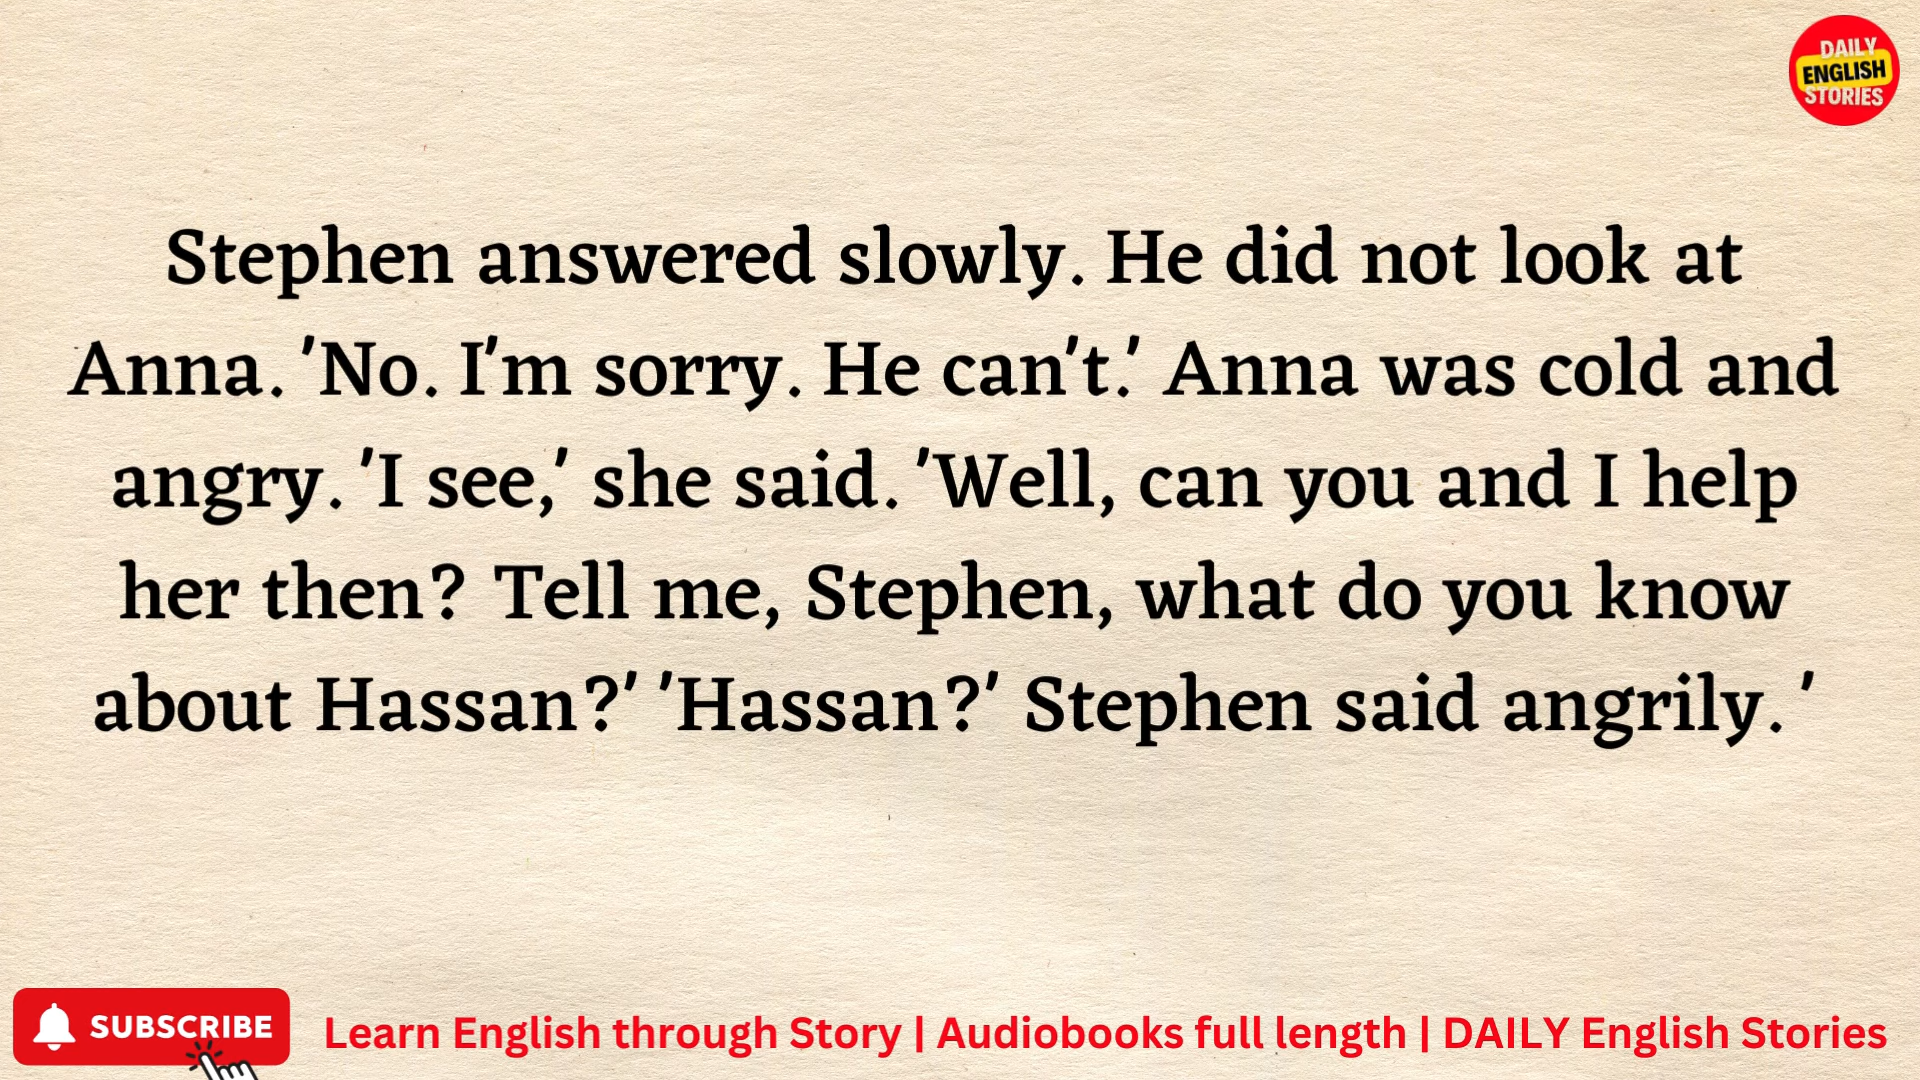 DAILY
ENGLISH
STORIES
Stephen answered slowly. He did not look at
Anna. 'No. I'm sorry. He can't.' Anna was cold and
angry. 'I see,' she said. 'Well, can you and I help
her then? Tell me, Stephen, what do you know
about Hassan?' 'Hassan?' Stephen said angrily. '
SUBSCRIBE
Learn English through Story | Audiobooks full length | DAILY English Stories